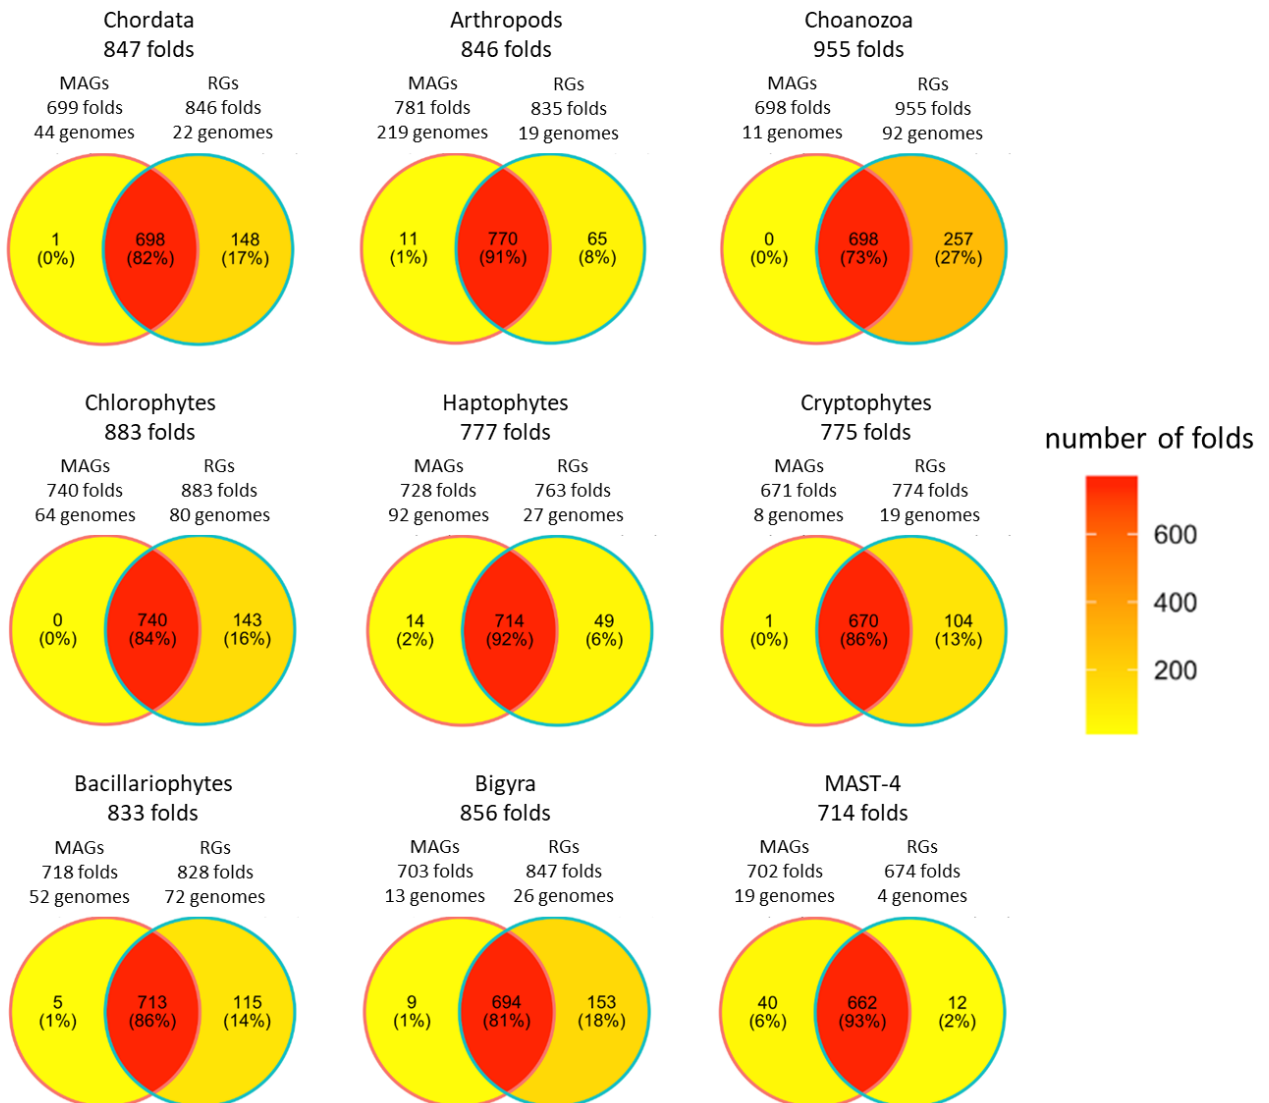 Chordata
847 folds
MAGs
699 folds
44 genomes
RGs
846 folds
22 genomes
1
(0%)
698
(82%)
148
(17%)
Arthropods
846 folds
MAGs
781 folds
219 genomes
RGs
835 folds
19 genomes
11
(1%)
770
(91%)
65
(8%)
Choanozoa
955 folds
MAGs
698 folds
11 genomes
RGs
955 folds
92 genomes
0
(0%)
698
(73%)
257
(27%)
Chlorophytes
883 folds
MAGs
740 folds
64 genomes
RGs
883 folds
80 genomes
0
(0%)
740
(84%)
143
(16%)
Haptophytes
777 folds
MAGs
728 folds
92 genomes
RGs
763 folds
27 genomes
14
(2%)
714
(92%)
49
(6%)
Cryptophytes
775 folds
MAGs
671 folds
8 genomes
RGs
774 folds
19 genomes
1
(0%)
670
(86%)
104
(13%)
number of folds
600
400
200
Bacillariophytes
833 folds
MAGs
718 folds
52 genomes
RGs
828 folds
72 genomes
5
(1%)
713
(86%)
115
(14%)
Bigyra
856 folds
MAGs
703 folds
13 genomes
RGs
847 folds
26 genomes
9
(1%)
694
(81%)
153
(18%)
MAST-4
714 folds
MAGs
702 folds
19 genomes
RGs
674 folds
4 genomes
40
(6%)
662
(93%)
12
(2%)